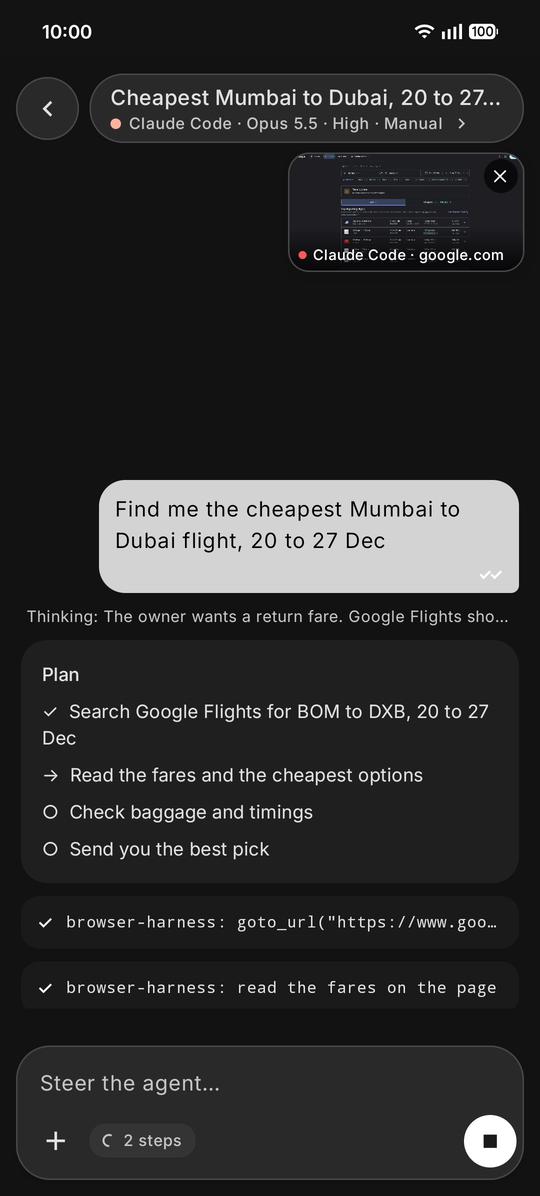 10:00
100
Cheapest Mumbai to Dubai, 20 to 27...
Claude Code · Opus 5.5 · High · Manual
Claude Code · google.com
Find me the cheapest Mumbai to
Dubai flight, 20 to 27 Dec
Thinking: The owner wants a return fare. Google Flights sho...
Plan
Search Google Flights for BOM to DXB, 20 to 27
Dec
→ Read the fares and the cheapest options
Check baggage and timings
Send you the best pick
browser-harness: goto_url("https://www.goo…
browser-harness: read the fares on the page
Steer the agent...
2 steps